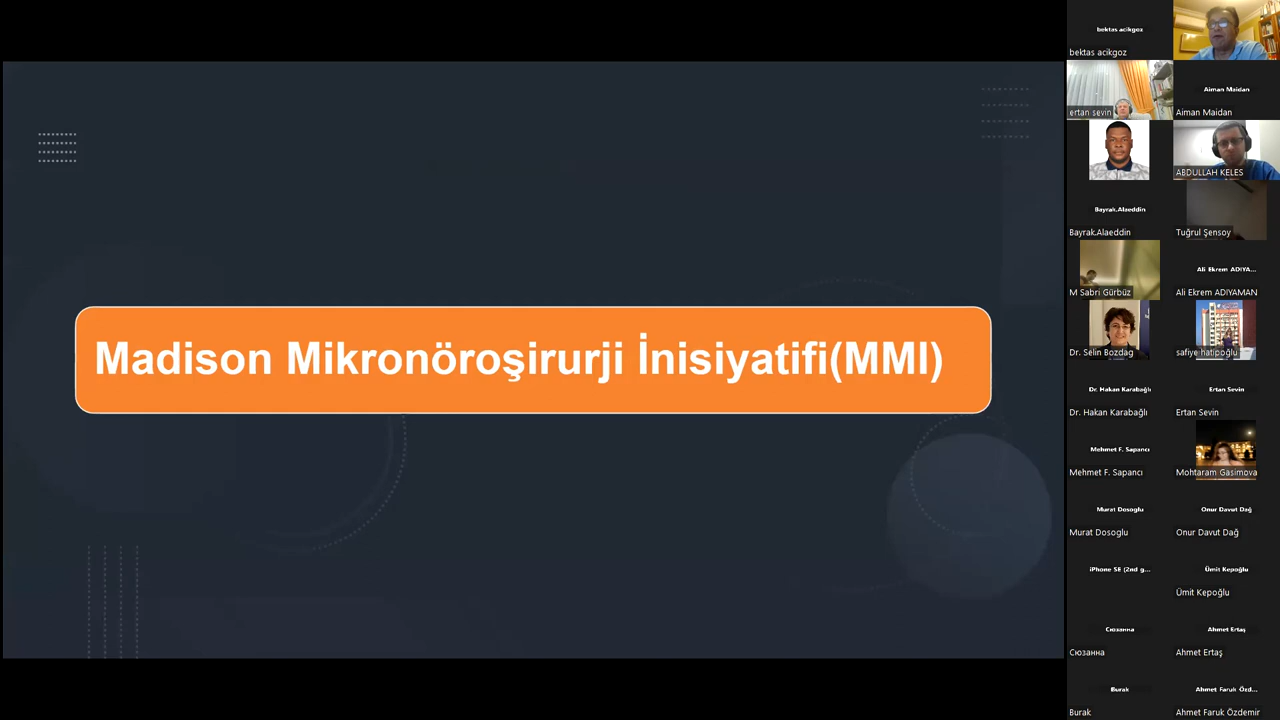 Madison Mikronöroşirurji İnisiyatifi(MMI)
bektas acikgoz
bektas acikgoz
ertan sevin
Aiman Maidan
Aiman Maidan
ABDULLAH KELES
Bayrak.Alaeddin
Bayrak.Alaeddin
Tuğrul Şensoy
M Sabri Gürbüz
Ali Ekrem ADIYA...
Ali Ekrem ADIYAMAN
Dr. Selin Bozdag
safiye hatipoğlu
Dr. Hakan Karabağlı
Dr. Hakan Karabağlı
Ertan Sevin
Ertan Sevin
Mehmet F. Sapancı
Mehmet F. Sapancı
Mohtaram Gasimova
Murat Dosoglu
Murat Dosoglu
Onur Davut Dağ
Onur Davut Dağ
iPhone SE (2nd g...
Ümit Kepoğlu
Ümit Kepoğlu
Сюзанна
Сюзанна
Ahmet Ertaş
Ahmet Ertaş
Burak
Burak
Ahmet Faruk Özd...
Ahmet Faruk Özdemir